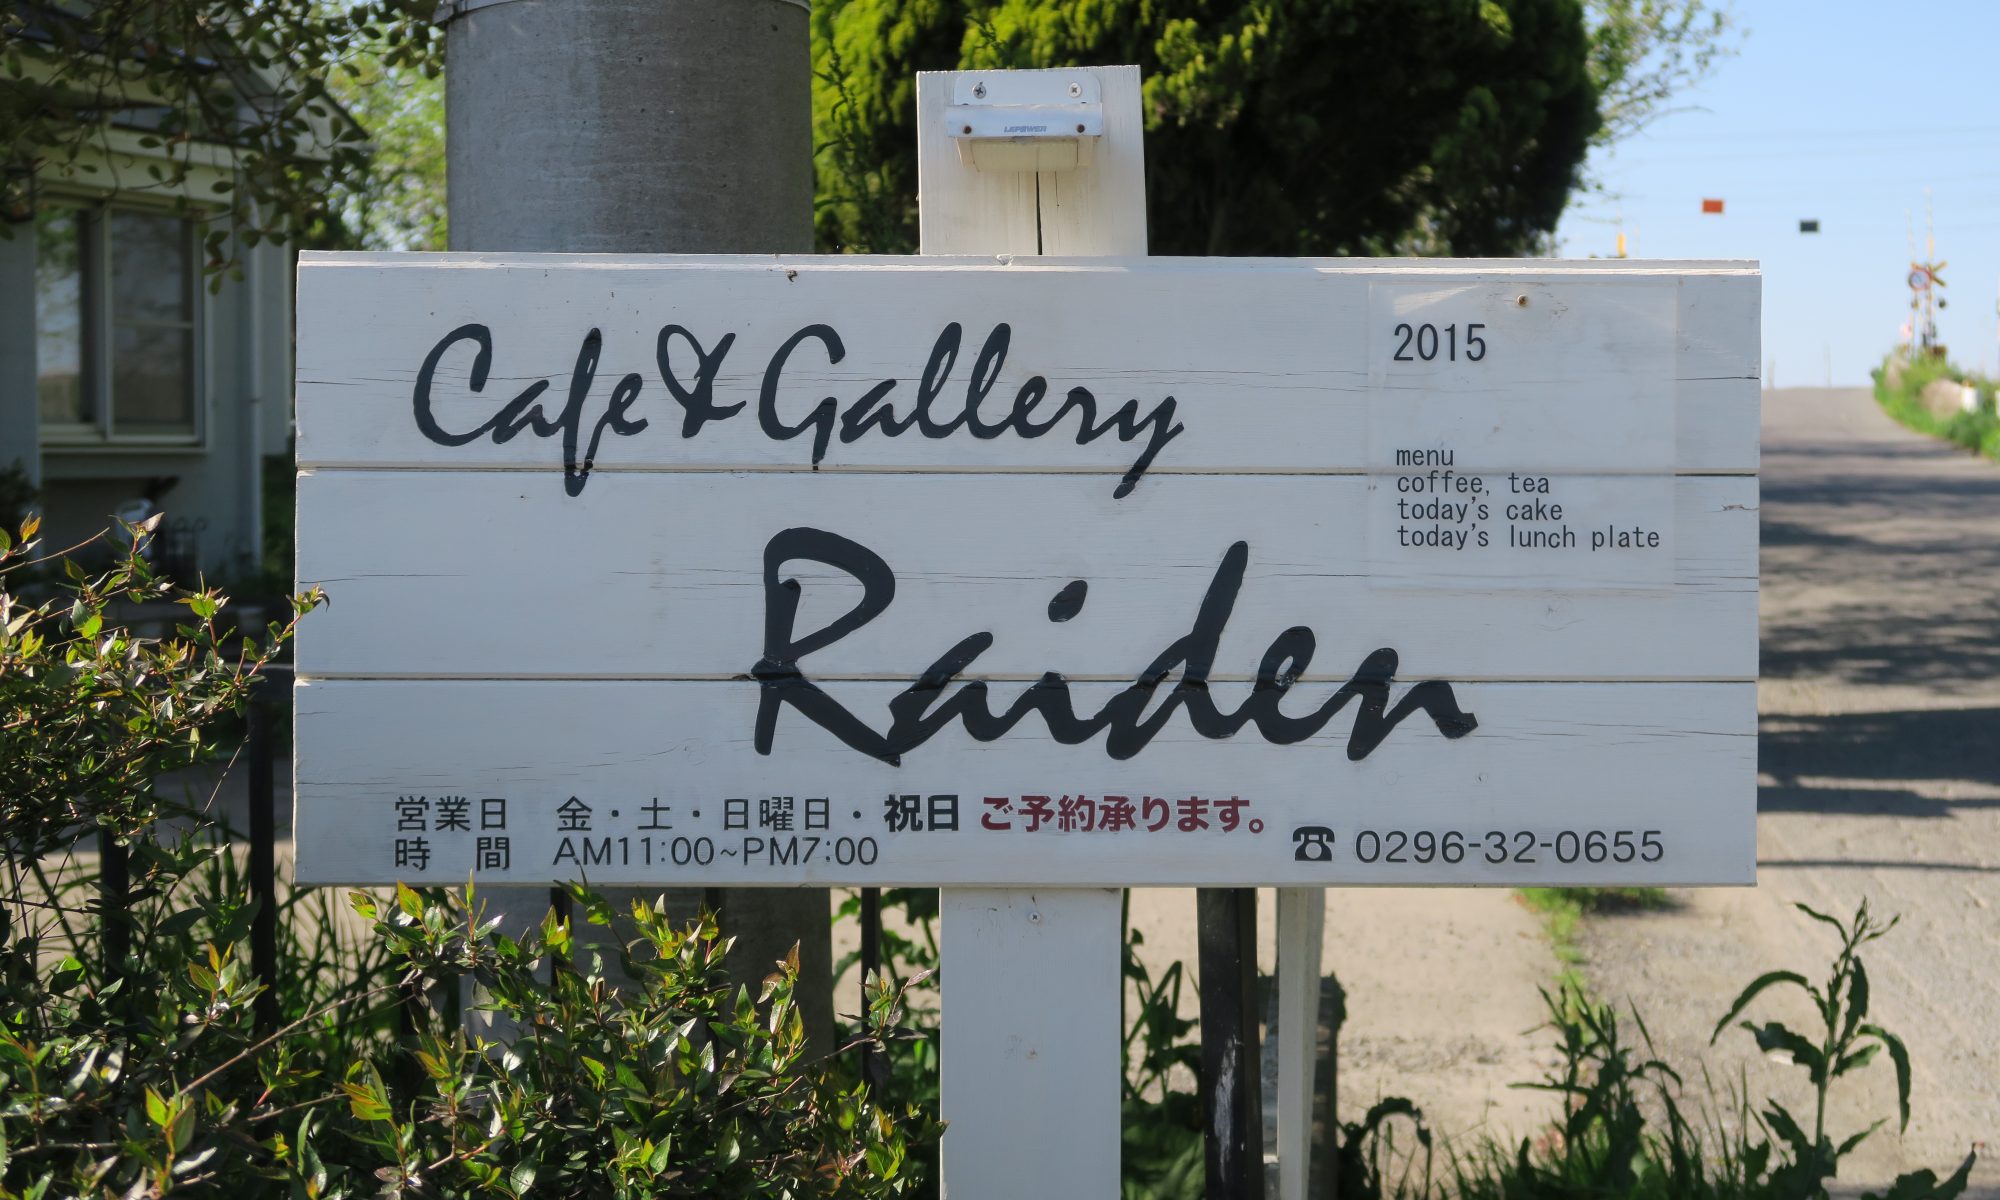 LEPOWER
Cafe & Gallery
Raiden
2015
menu
coffee, tea
today's cake
today's lunch plate
営業日 金・土・日曜日・祝日 ご予約承ります。
時 間 AM11:00~PM7:00
☎ 0296-32-0655